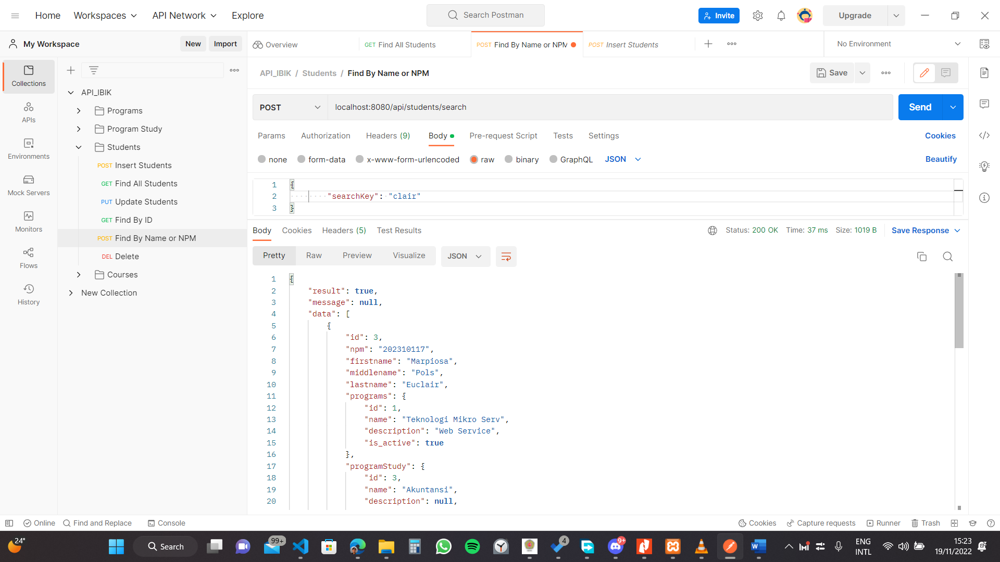 Home Workspaces API Network Explore Search Postman Invite Upgrade
My Workspace New Import Overview GET Find All Students POST Find By Name or NPM POST Insert Students No Environment
API_IBIK / Students / Find By Name or NPM Save
Collections
APIs
Environments
Mock Servers
Monitors
Flows
History
API_IBIK
Programs
Program Study
Students
POST Insert Students
GET Find All Students
PUT Update Students
GET Find By ID
POST Find By Name or NPM
DEL Delete
Courses
New Collection
POST localhost:8080/api/students/search Send
Params Authorization Headers (9) Body Pre-request Script Tests Settings Cookies
none form-data x-www-form-urlencoded raw binary GraphQL JSON Beautify
1 {
2 "searchKey": "clair"
3 }
Body Cookies Headers (5) Test Results Status: 200 OK Time: 37 ms Size: 1019 B Save Response
Pretty Raw Preview Visualize JSON
1 {
2 "result": true,
3 "message": null,
4 "data": [
5 {
6 "id": 3,
7 "npm": "202310117",
8 "firstname": "Marpiosa",
9 "middlename": "Pols",
10 "lastname": "Euclair",
11 "programs": {
12 "id": 1,
13 "name": "Teknologi Mikro Serv",
14 "description": "Web Service",
15 "is_active": true
16 },
17 "programStudy": {
18 "id": 3,
19 "name": "Akuntansi",
20 "description": null,
Online Find and Replace Console Cookies Capture requests Runner Trash
24° Search 99+ 4 9+ ENG INTL 15:23 19/11/2022